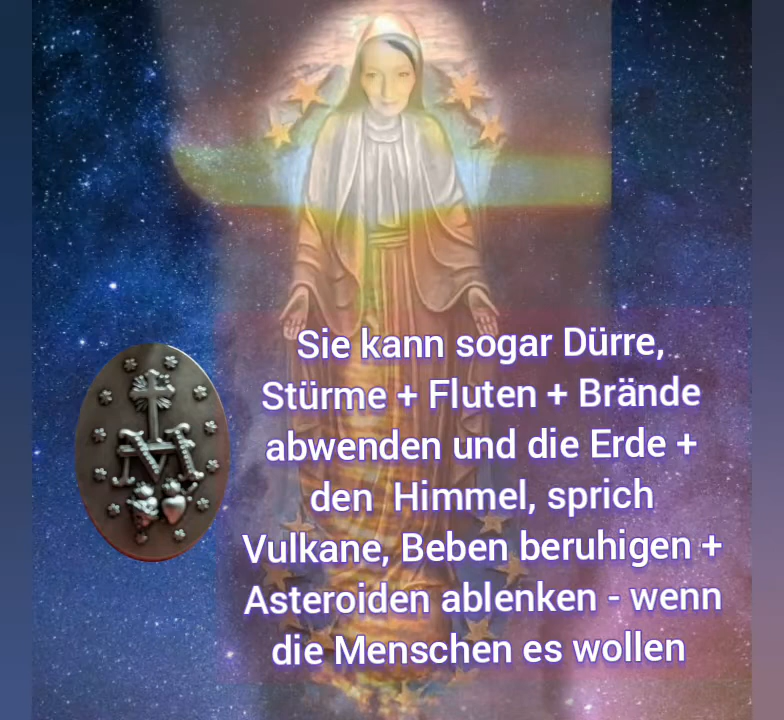 Sie kann sogar Dürre,
Stürme + Fluten + Brände
abwenden und die Erde +
den Himmel, sprich
Vulkane, Beben beruhigen +
Asteroiden ablenken - wenn
die Menschen es wollen